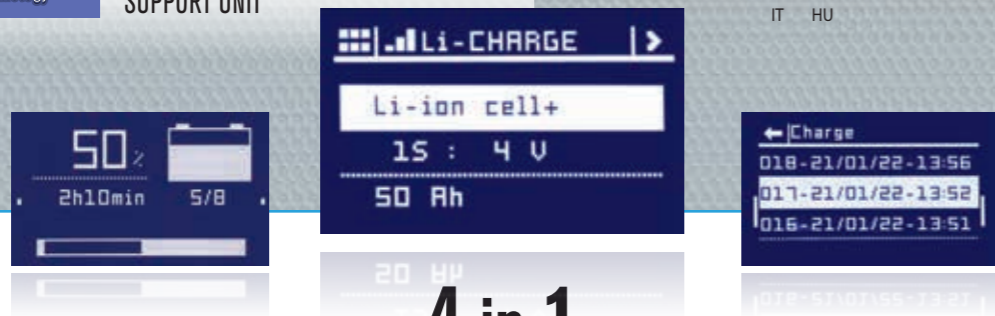 SUPPORT UNIT
IT HU
Li-CHARGE
Li-ion cell+
1S : 4 V
50 Ah
50%
2h10min 5/8
Charge
018-21/01/22-13:56
017-21/01/22-13:52
016-21/01/22-13:51
4 in 1